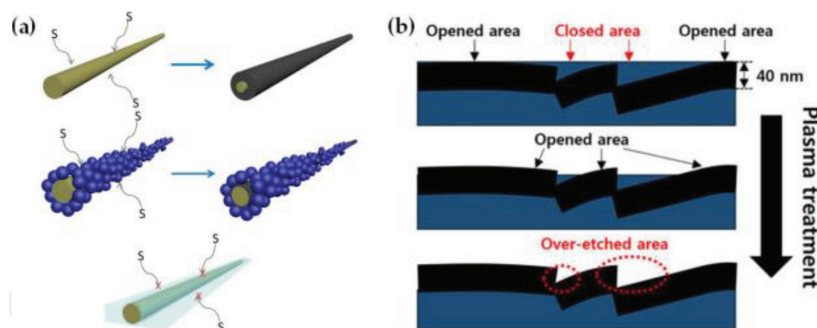 (a)
S
S
S
S
S
S
S
S
S
S
(b)
Opened area
Closed area
Opened area
40 nm
Opened area
Over-etched area
Plasma treatment